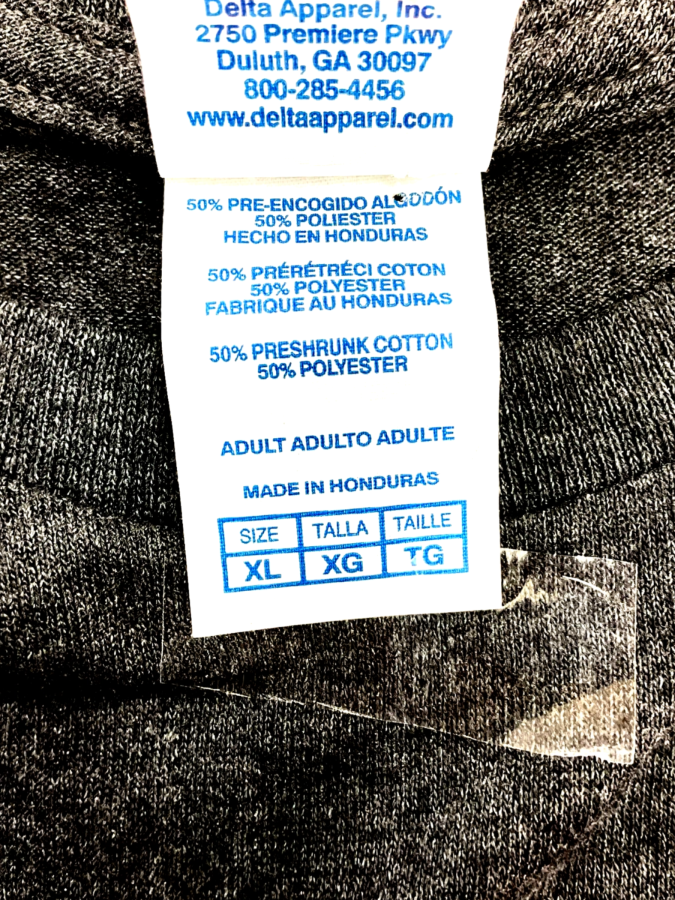 Delta Apparel, Inc.
2750 Premiere Pkwy
Duluth, GA 30097
800-285-4456
www.deltaapparel.com
50% PRE-ENCOGIDO ALGODÓN
50% POLIESTER
HECHO EN HONDURAS
50% PRÉRÉTRÉCI COTON
50% POLYESTER
FABRIQUE AU HONDURAS
50% PRESHRUNK COTTON
50% POLYESTER
ADULT ADULTO ADULTE
MADE IN HONDURAS
SIZE TALLA TAILLE
XL XG TG